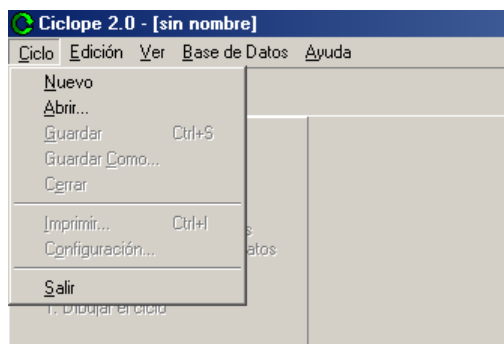 Ciclope 2.0 - [sin nombre]
Ciclo Edición Ver Base de Datos Ayuda
Nuevo
Abrir...
Guardar Ctrl+S
Guardar Como...
Cerrar
Imprimir... Ctrl+I
Configuración...
atos
Salir
1. Dibujar el ciclo